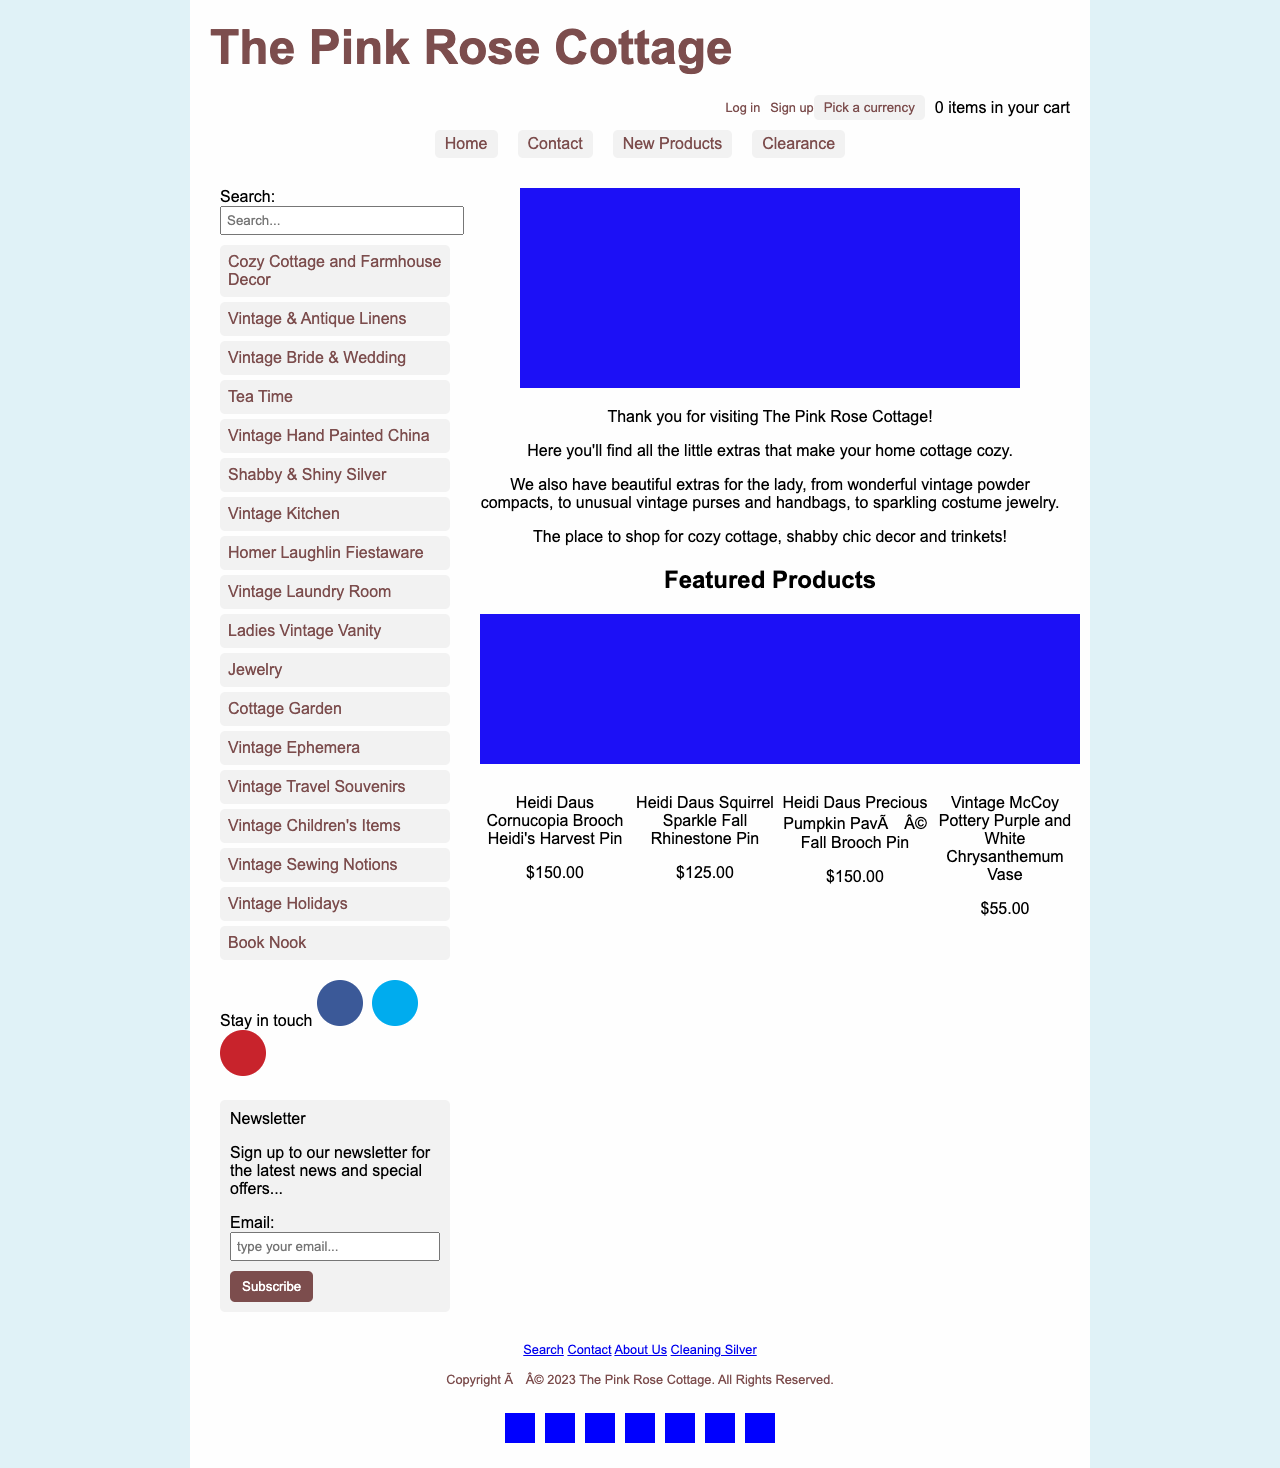 The Pink Rose Cottage
Log in Sign up Pick a currency 0 items in your cart
Home Contact New Products Clearance
Search:
Search...
Cozy Cottage and Farmhouse
Decor
Vintage & Antique Linens
Vintage Bride & Wedding
Tea Time
Vintage Hand Painted China
Shabby & Shiny Silver
Vintage Kitchen
Homer Laughlin Fiestaware
Vintage Laundry Room
Ladies Vintage Vanity
Jewelry
Cottage Garden
Vintage Ephemera
Vintage Travel Souvenirs
Vintage Children's Items
Vintage Sewing Notions
Vintage Holidays
Book Nook
Stay in touch
Newsletter
Sign up to our newsletter for
the latest news and special
offers...
Email:
type your email...
Subscribe
Thank you for visiting The Pink Rose Cottage!
Here you'll find all the little extras that make your home cottage cozy.
We also have beautiful extras for the lady, from wonderful vintage powder
compacts, to unusual vintage purses and handbags, to sparkling costume jewelry.
The place to shop for cozy cottage, shabby chic decor and trinkets!
Featured Products
Heidi Daus
Cornucopia Brooch
Heidi's Harvest Pin
$150.00
Heidi Daus Squirrel
Sparkle Fall
Rhinestone Pin
$125.00
Heidi Daus Precious
Pumpkin PavÃ Â©
Fall Brooch Pin
$150.00
Vintage McCoy
Pottery Purple and
White
Chrysanthemum
Vase
$55.00
Search Contact About Us Cleaning Silver
Copyright Ã Â© 2023 The Pink Rose Cottage. All Rights Reserved.